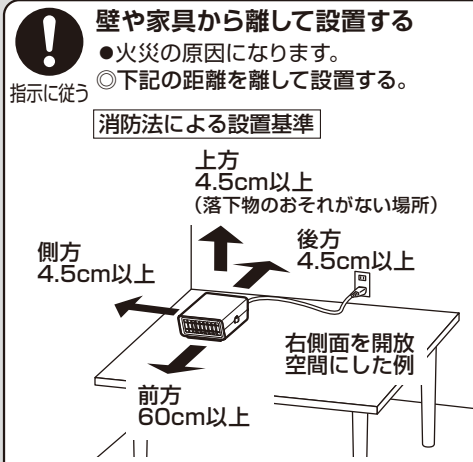 壁や家具から離して設置する
●火災の原因になります。
◎下記の距離を離して設置する。
指示に従う
消防法による設置基準
上方
4.5cm以上
(落下物のおそれがない場所)
後方
4.5cm以上
側方
4.5cm以上
右側面を開放
空間にした例
前方
60cm以上